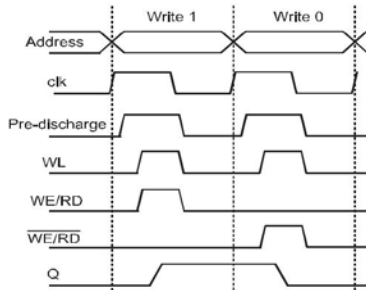 Write 1 Write 0
Address
clk
Pre-discharge
WL
WE/RD
WE/RD
Q